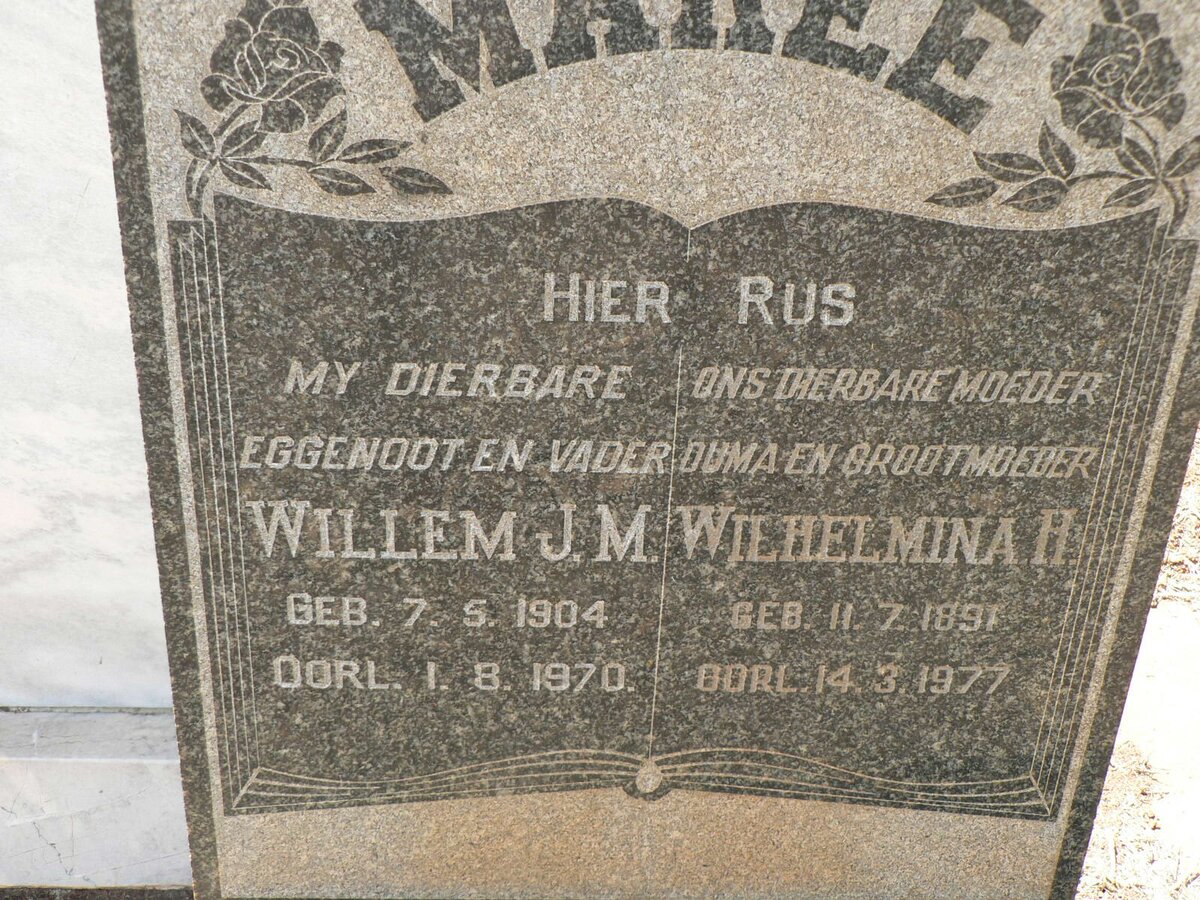 MAREE
HIER RUS
MY DIERBARE
EGGENOOT EN VADER
WILLEM J.M.
GEB. 7. 5. 1904
OORL. 1. 8. 1970.
ONS DIERBARE MOEDER
OUMA EN GROOTMOEDER
WILHELMINA.H.
GEB. 11. 7. 1891
OORL. 14. 3. 1977